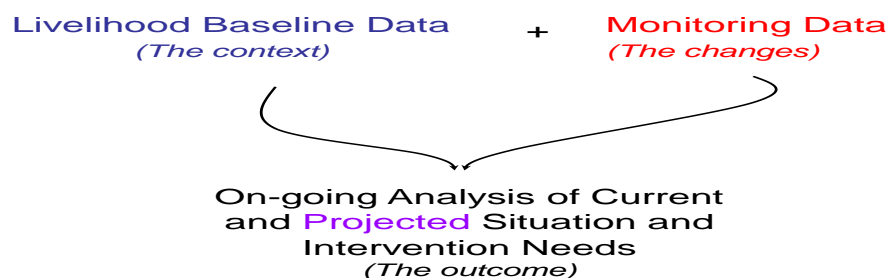 Livelihood Baseline Data + Monitoring Data
(The context) (The changes)
On-going Analysis of Current
and Projected Situation and
Intervention Needs
(The outcome)